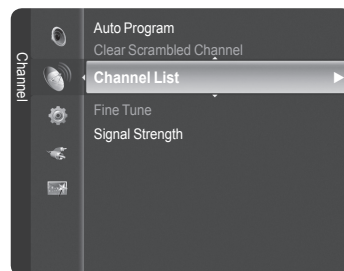 Channel
Auto Program
Clear Scrambled Channel
Channel List
Fine Tune
Signal Strength